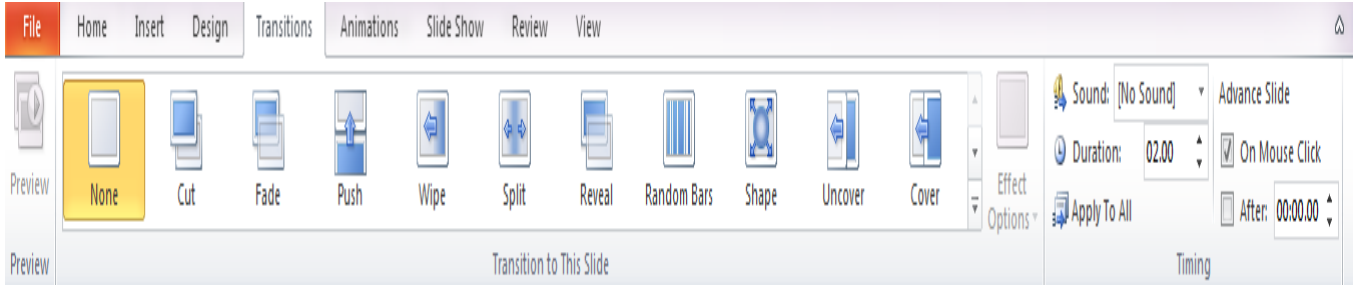 File Home Insert Design Transitions Animations Slide Show Review View
Sound: [No Sound] Advance Slide
Duration: 02.00 On Mouse Click
Preview None Cut Fade Push Wipe Split Reveal Random Bars Shape Uncover Cover Effect Options
Apply To All After: 00:00.00
Preview Transition to This Slide Timing